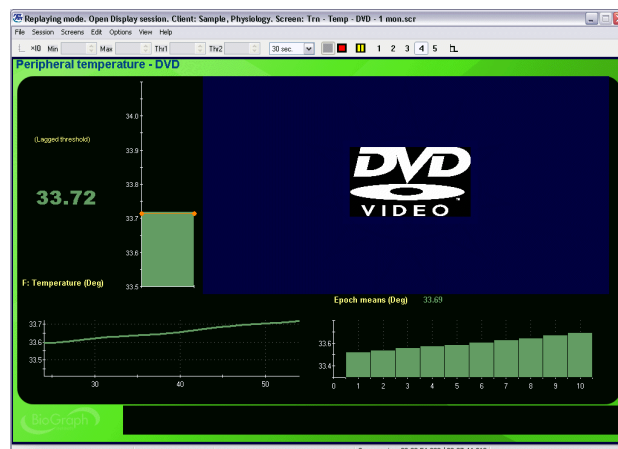 Replaying mode. Open Display session. Client: Sample, Physiology. Screen: Trn - Temp - DVD - 1 mon.scr
File Session Screens Edit Options View Help
×10 Min Max Thr1 Thr2 30 sec. 1 2 3 4 5
Peripheral temperature - DVD
34.0
(Lagged threshold)
33.9
33.8
33.72
33.7
33.6
F: Temperature (Deg)
33.5
DVD
VIDEO
TM
Epoch means (Deg) 33.69
33.7
33.6
33.5
30 40 50
33.6
33.4
0 1 2 3 4 5 6 7 8 9 10
BioGraph